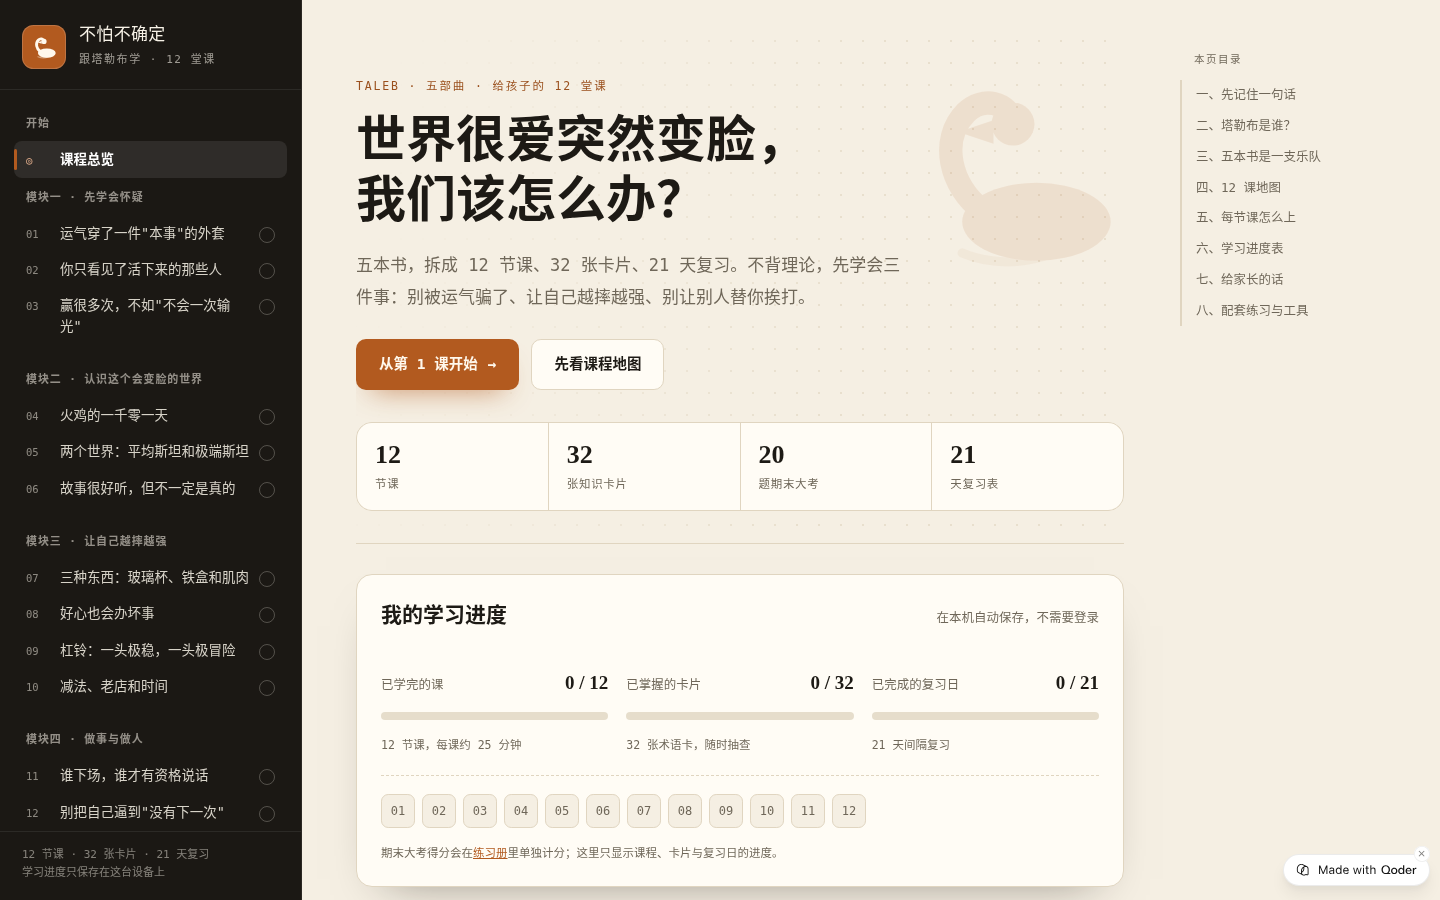 不怕不确定
跟塔勒布学 · 12 堂课
开始
课程总览
模块一 · 先学会怀疑
01 运气穿了一件"本事"的外套
02 你只看见了活下来的那些人
03 赢很多次，不如"不会一次输
光"
模块二 · 认识这个会变脸的世界
04 火鸡的一千零一天
05 两个世界：平均斯坦和极端斯坦
06 故事很好听，但不一定是真的
模块三 · 让自己越摔越强
07 三种东西：玻璃杯、铁盒和肌肉
08 好心也会办坏事
09 杠铃：一头极稳，一头极冒险
10 减法、老店和时间
模块四 · 做事与做人
11 谁下场，谁才有资格说话
12 别把自己逼到"没有下一次"
12 节课 · 32 张卡片 · 21 天复习
学习进度只保存在这台设备上
TALEB · 五部曲 · 给孩子的 12 堂课
世界很爱突然变脸，
我们该怎么办？
五本书，拆成 12 节课、32 张卡片、21 天复习。不背理论，先学会三
件事：别被运气骗了、让自己越摔越强、别让别人替你挨打。
从第 1 课开始 →
先看课程地图
12
节课
32
张知识卡片
20
题期末大考
21
天复习表
我的学习进度
在本机自动保存，不需要登录
已学完的课 0 / 12
12 节课，每课约 25 分钟
已掌握的卡片 0 / 32
32 张术语卡，随时抽查
已完成的复习日 0 / 21
21 天间隔复习
01 02 03 04 05 06 07 08 09 10 11 12
期末大考得分会在练习册里单独计分；这里只显示课程、卡片与复习日的进度。
本页目录
一、先记住一句话
二、塔勒布是谁？
三、五本书是一支乐队
四、12 课地图
五、每节课怎么上
六、学习进度表
七、给家长的话
八、配套练习与工具
Made with Qoder